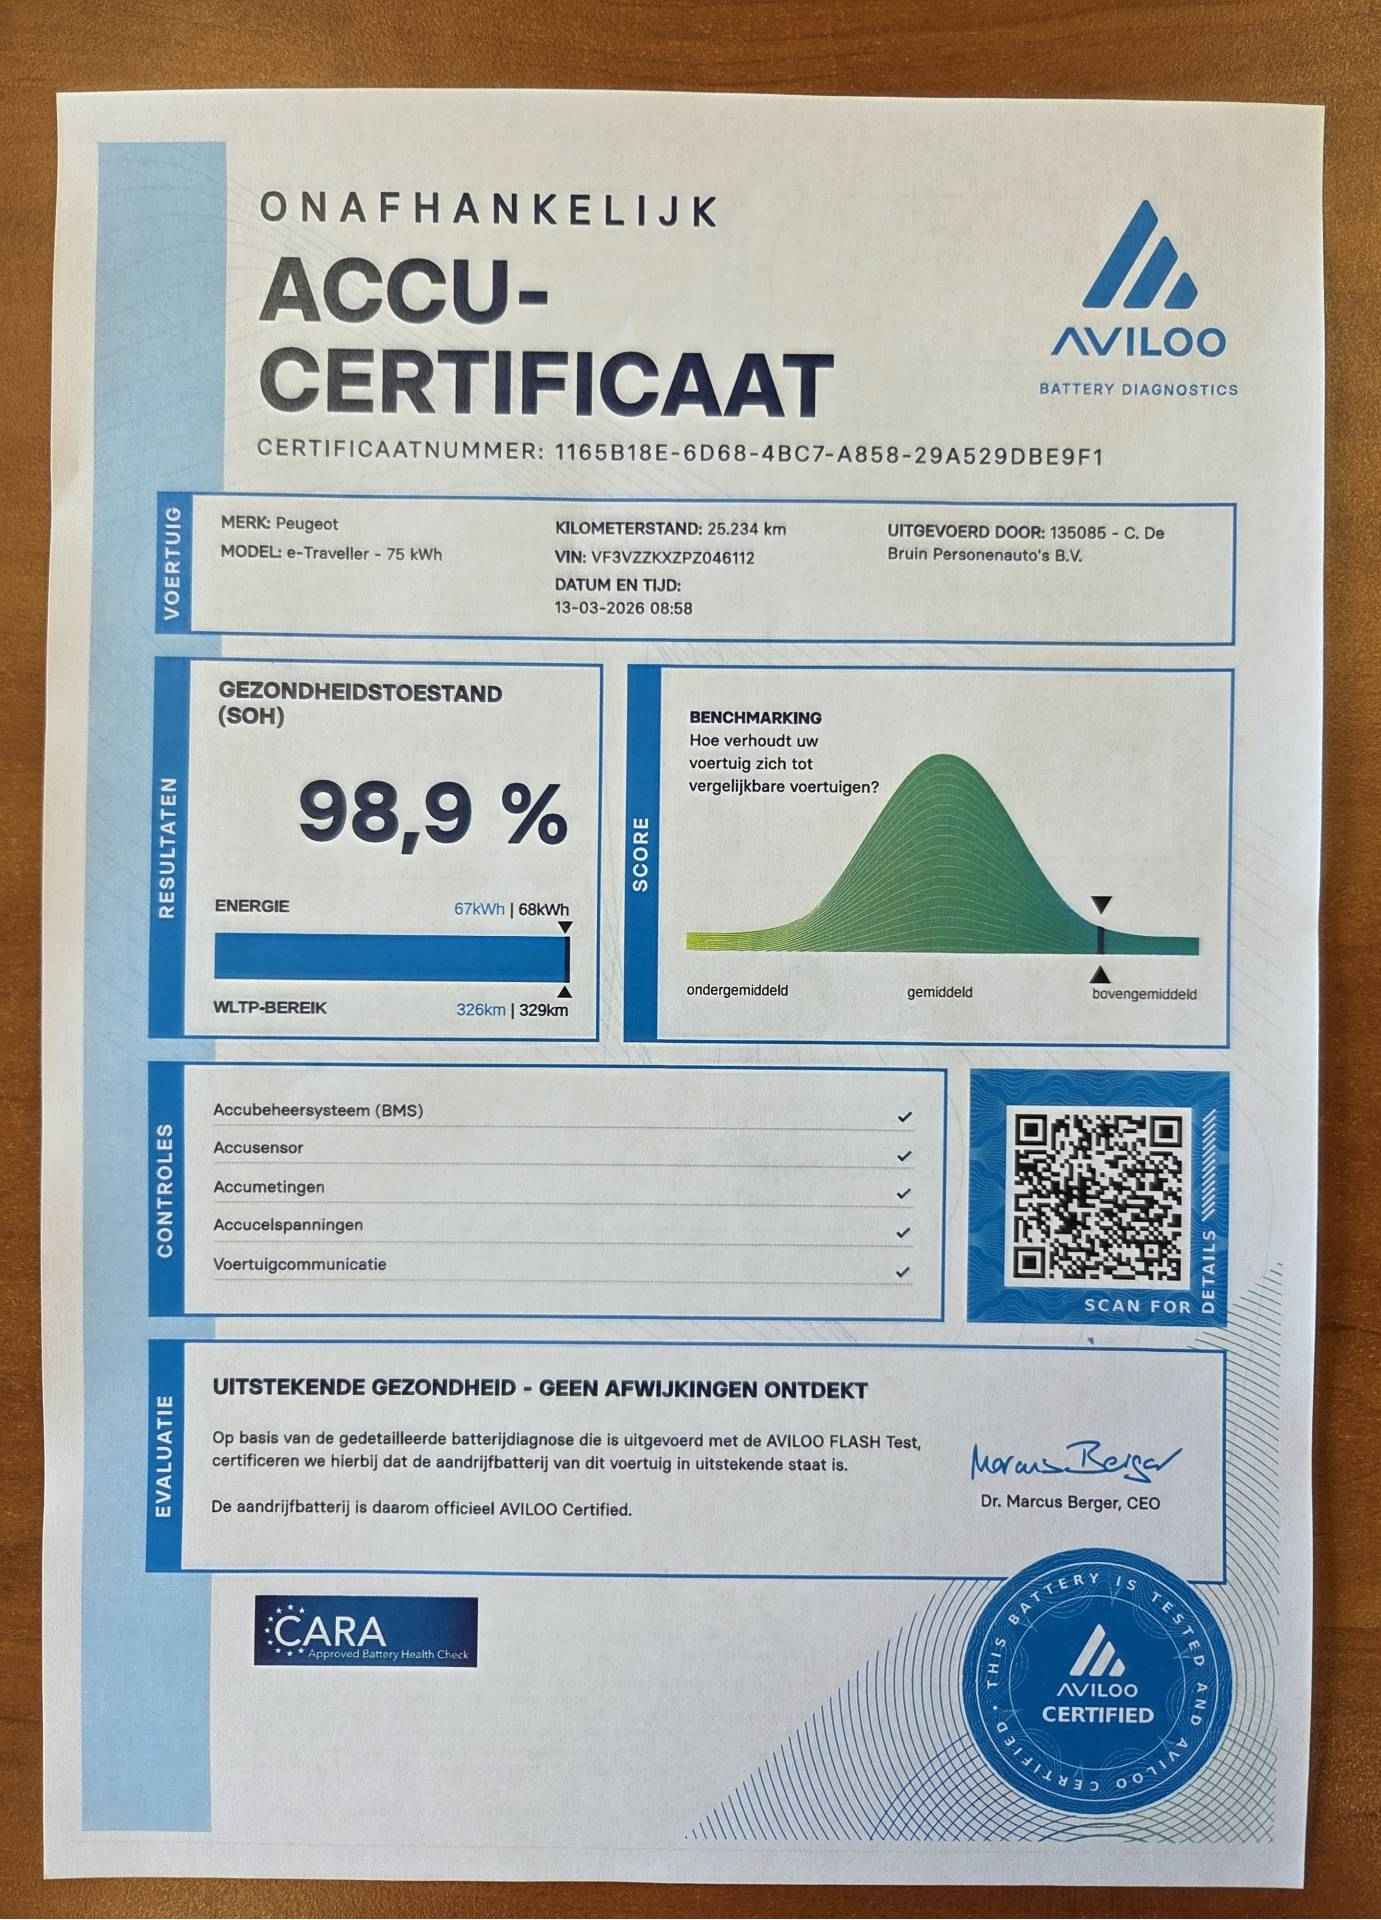 ONAFHANKELIJK
ACCU-
CERTIFICAAT
CERTIFICAATNUMMER: 1165B18E-6D68-4BC7-A858-29A529DBE9F1
AVILOO
BATTERY DIAGNOSTICS
VOERTUIG
MERK: Peugeot
MODEL: e-Traveller - 75 kWh
KILOMETERSTAND: 25.234 km
VIN: VF3VZZKXZPZ046112
DATUM EN TIJD:
13-03-2026 08:58
UITGEVOERD DOOR: 135085 - C. De
Bruin Personenauto's B.V.
RESULTATEN
GEZONDHEIDSTOESTAND
(SOH)
98,9 %
ENERGIE 67kWh | 68kWh
WLTP-BEREIK 326km | 329km
SCORE
BENCHMARKING
Hoe verhoudt uw
voertuig zich tot
vergelijkbare voertuigen?
ondergemiddeld gemiddeld bovengemiddeld
CONTROLES
Accubeheersysteem (BMS)
Accusensor
Accumetingen
Accucelspanningen
Voertuigcommunicatie
SCAN FOR DETAILS
EVALUATIE
UITSTEKENDE GEZONDHEID - GEEN AFWIJKINGEN ONTDEKT
Op basis van de gedetailleerde batterijdiagnose die is uitgevoerd met de AVILOO FLASH Test,
certificeren we hierbij dat de aandrijfbatterij van dit voertuig in uitstekende staat is.
De aandrijfbatterij is daarom officieel AVILOO Certified.
Marcus Berger
Dr. Marcus Berger, CEO
CARA
Approved Battery Health Check
THIS BATTERY IS TESTED AND AVILOO CERTIFIED •
AVILOO
CERTIFIED